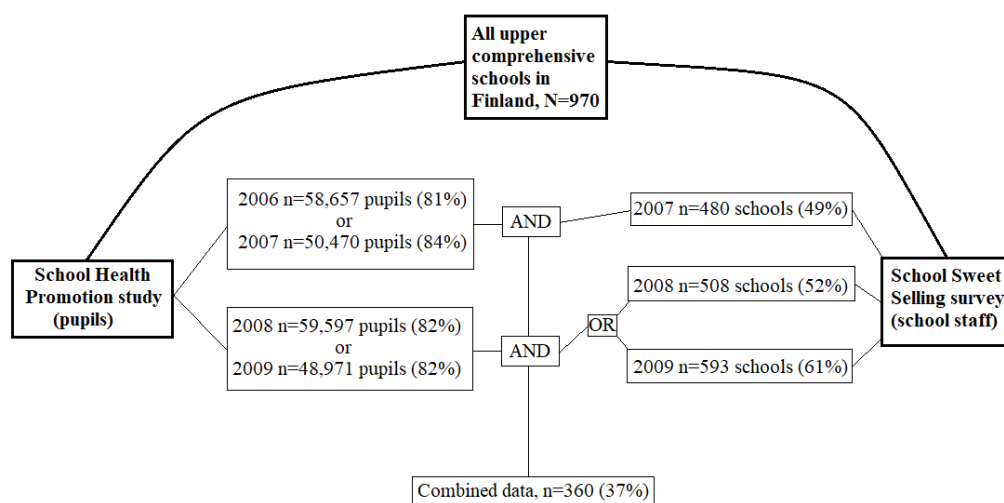 All upper
comprehensive
schools in
Finland, N=970
2006 n=58,657 pupils (81%)
or
2007 n=50,470 pupils (84%)
AND
2007 n=480 schools (49%)
School Health
Promotion study
(pupils)
2008 n=59,597 pupils (82%)
or
2009 n=48,971 pupils (82%)
AND
OR
2008 n=508 schools (52%)
2009 n=593 schools (61%)
School Sweet
Selling survey
(school staff)
Combined data, n=360 (37%)